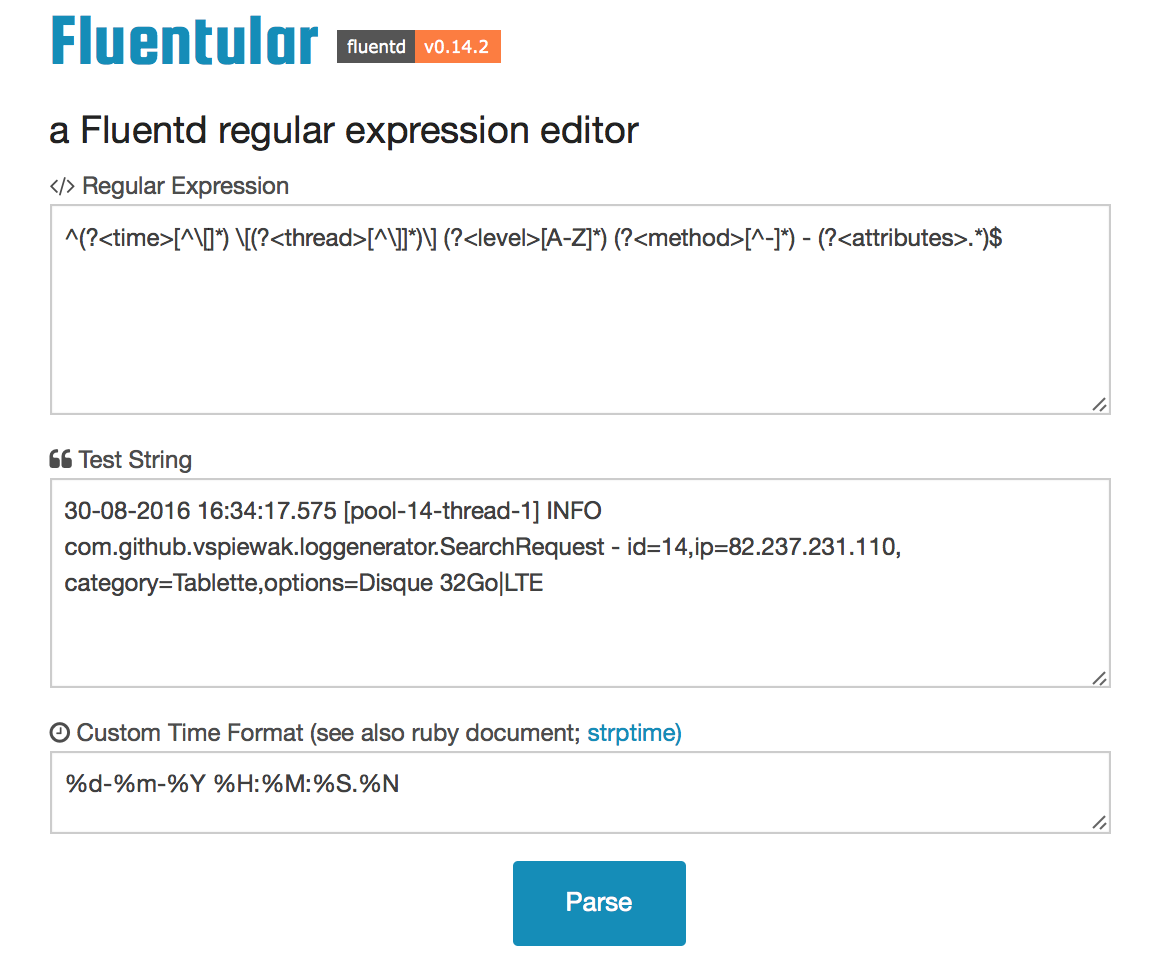 Fluentular fluentd v0.14.2
a Fluentd regular expression editor
</> Regular Expression
^(?<time>[^\[]*) \[(?<thread>[^\]]*)\] (?<level>[A-Z]*) (?<method>[^-]*) - (?<attributes>.*)$
Test String
30-08-2016 16:34:17.575 [pool-14-thread-1] INFO
com.github.vspiewak.loggenerator.SearchRequest - id=14,ip=82.237.231.110,
category=Tablette,options=Disque 32Go|LTE
Custom Time Format (see also ruby document; strptime)
%d-%m-%Y %H:%M:%S.%N
Parse